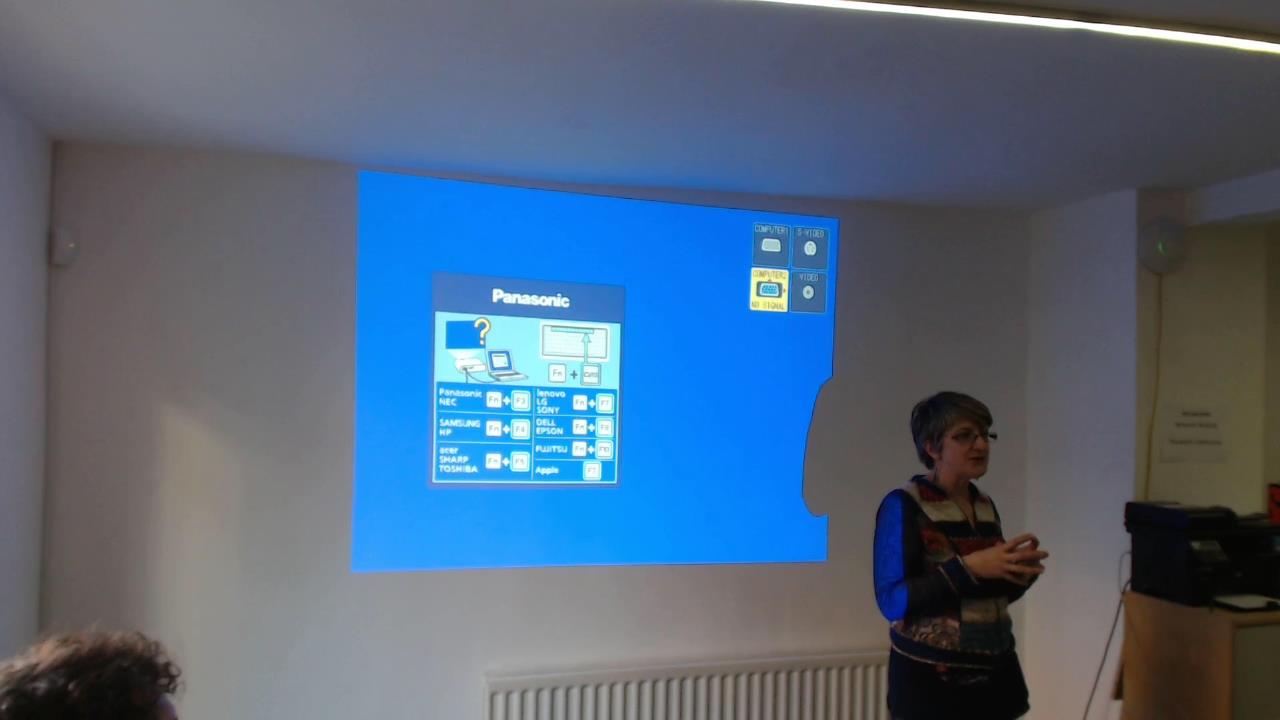 COMPUTER1
S-VIDEO
COMPUTER2
NO SIGNAL
VIDEO
Panasonic
?
Fn +
Panasonic
NEC
Fn + F3
lenovo
LG
SONY
Fn + F7
SAMSUNG
HP
Fn + F4
DELL
EPSON
Fn + F8
acer
SHARP
TOSHIBA
Fn + F5
FUJITSU
Fn + F10
Apple
F7